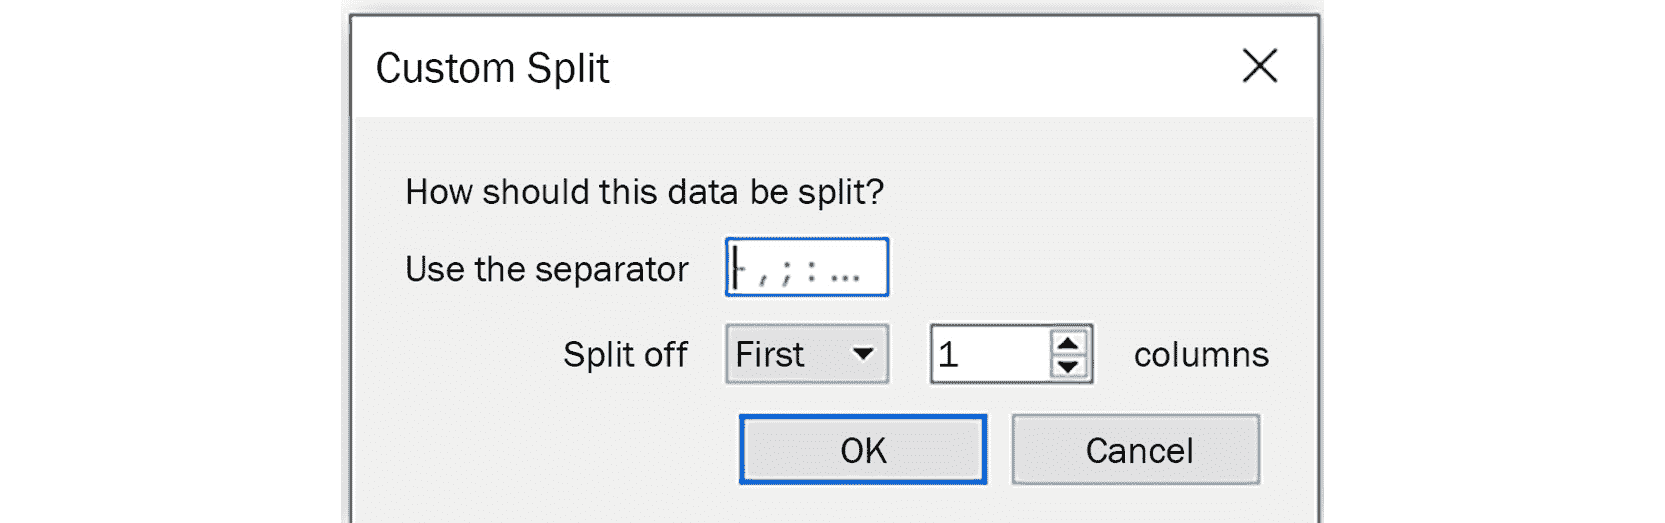 Custom Split
How should this data be split?
Use the separator - , ; : ...
Split off First 1 columns
OK Cancel